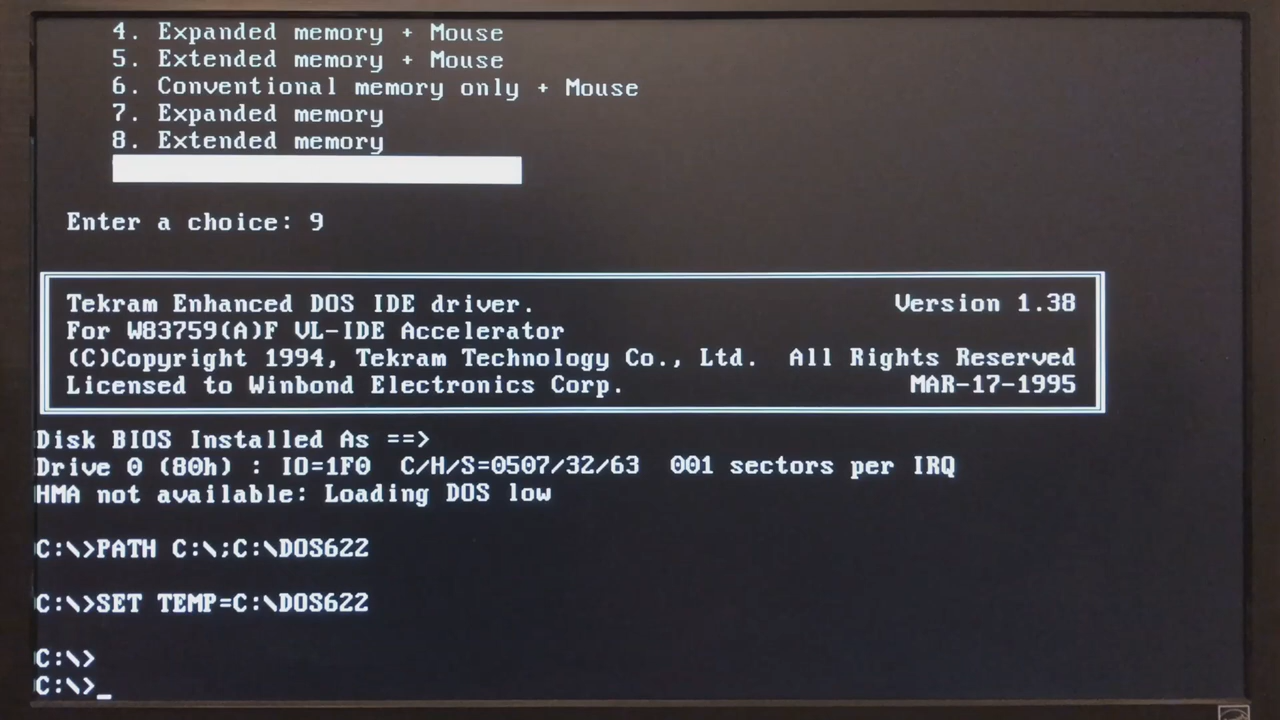 4. Expanded memory + Mouse
5. Extended memory + Mouse
6. Conventional memory only + Mouse
7. Expanded memory
8. Extended memory
Enter a choice: 9
Tekram Enhanced DOS IDE driver. Version 1.38
For W83759(A)F VL-IDE Accelerator
(C)Copyright 1994, Tekram Technology Co., Ltd. All Rights Reserved
Licensed to Winbond Electronics Corp. MAR-17-1995
Disk BIOS Installed As ==>
Drive 0 (80h) : IO=1F0 C/H/S=0507/32/63 001 sectors per IRQ
HMA not available: Loading DOS low
C:\>PATH C:\;C:\DOS622
C:\>SET TEMP=C:\DOS622
C:\>
C:\>_